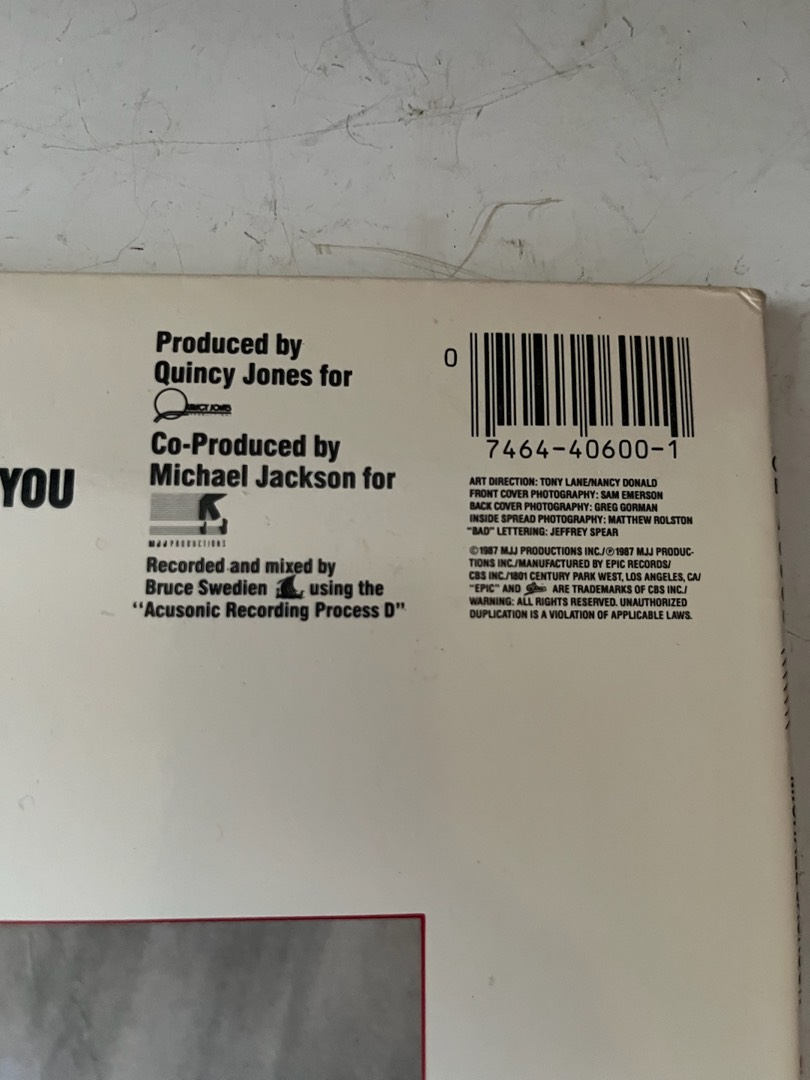 YOU
Produced by
Quincy Jones for
Co-Produced by
Michael Jackson for
MJJ PRODUCTIONS
Recorded and mixed by
Bruce Swedien using the
“Acusonic Recording Process D”
0
7464-40600-1
ART DIRECTION: TONY LANE/NANCY DONALD
FRONT COVER PHOTOGRAPHY: SAM EMERSON
BACK COVER PHOTOGRAPHY: GREG GORMAN
INSIDE SPREAD PHOTOGRAPHY: MATTHEW ROLSTON
“BAD” LETTERING: JEFFREY SPEAR
©1987 MJJ PRODUCTIONS INC./℗1987 MJJ PRODUC-
TIONS INC./MANUFACTURED BY EPIC RECORDS/
CBS INC./1801 CENTURY PARK WEST, LOS ANGELES, CA/
“EPIC” AND ARE TRADEMARKS OF CBS INC./
WARNING: ALL RIGHTS RESERVED. UNAUTHORIZED
DUPLICATION IS A VIOLATION OF APPLICABLE LAWS.